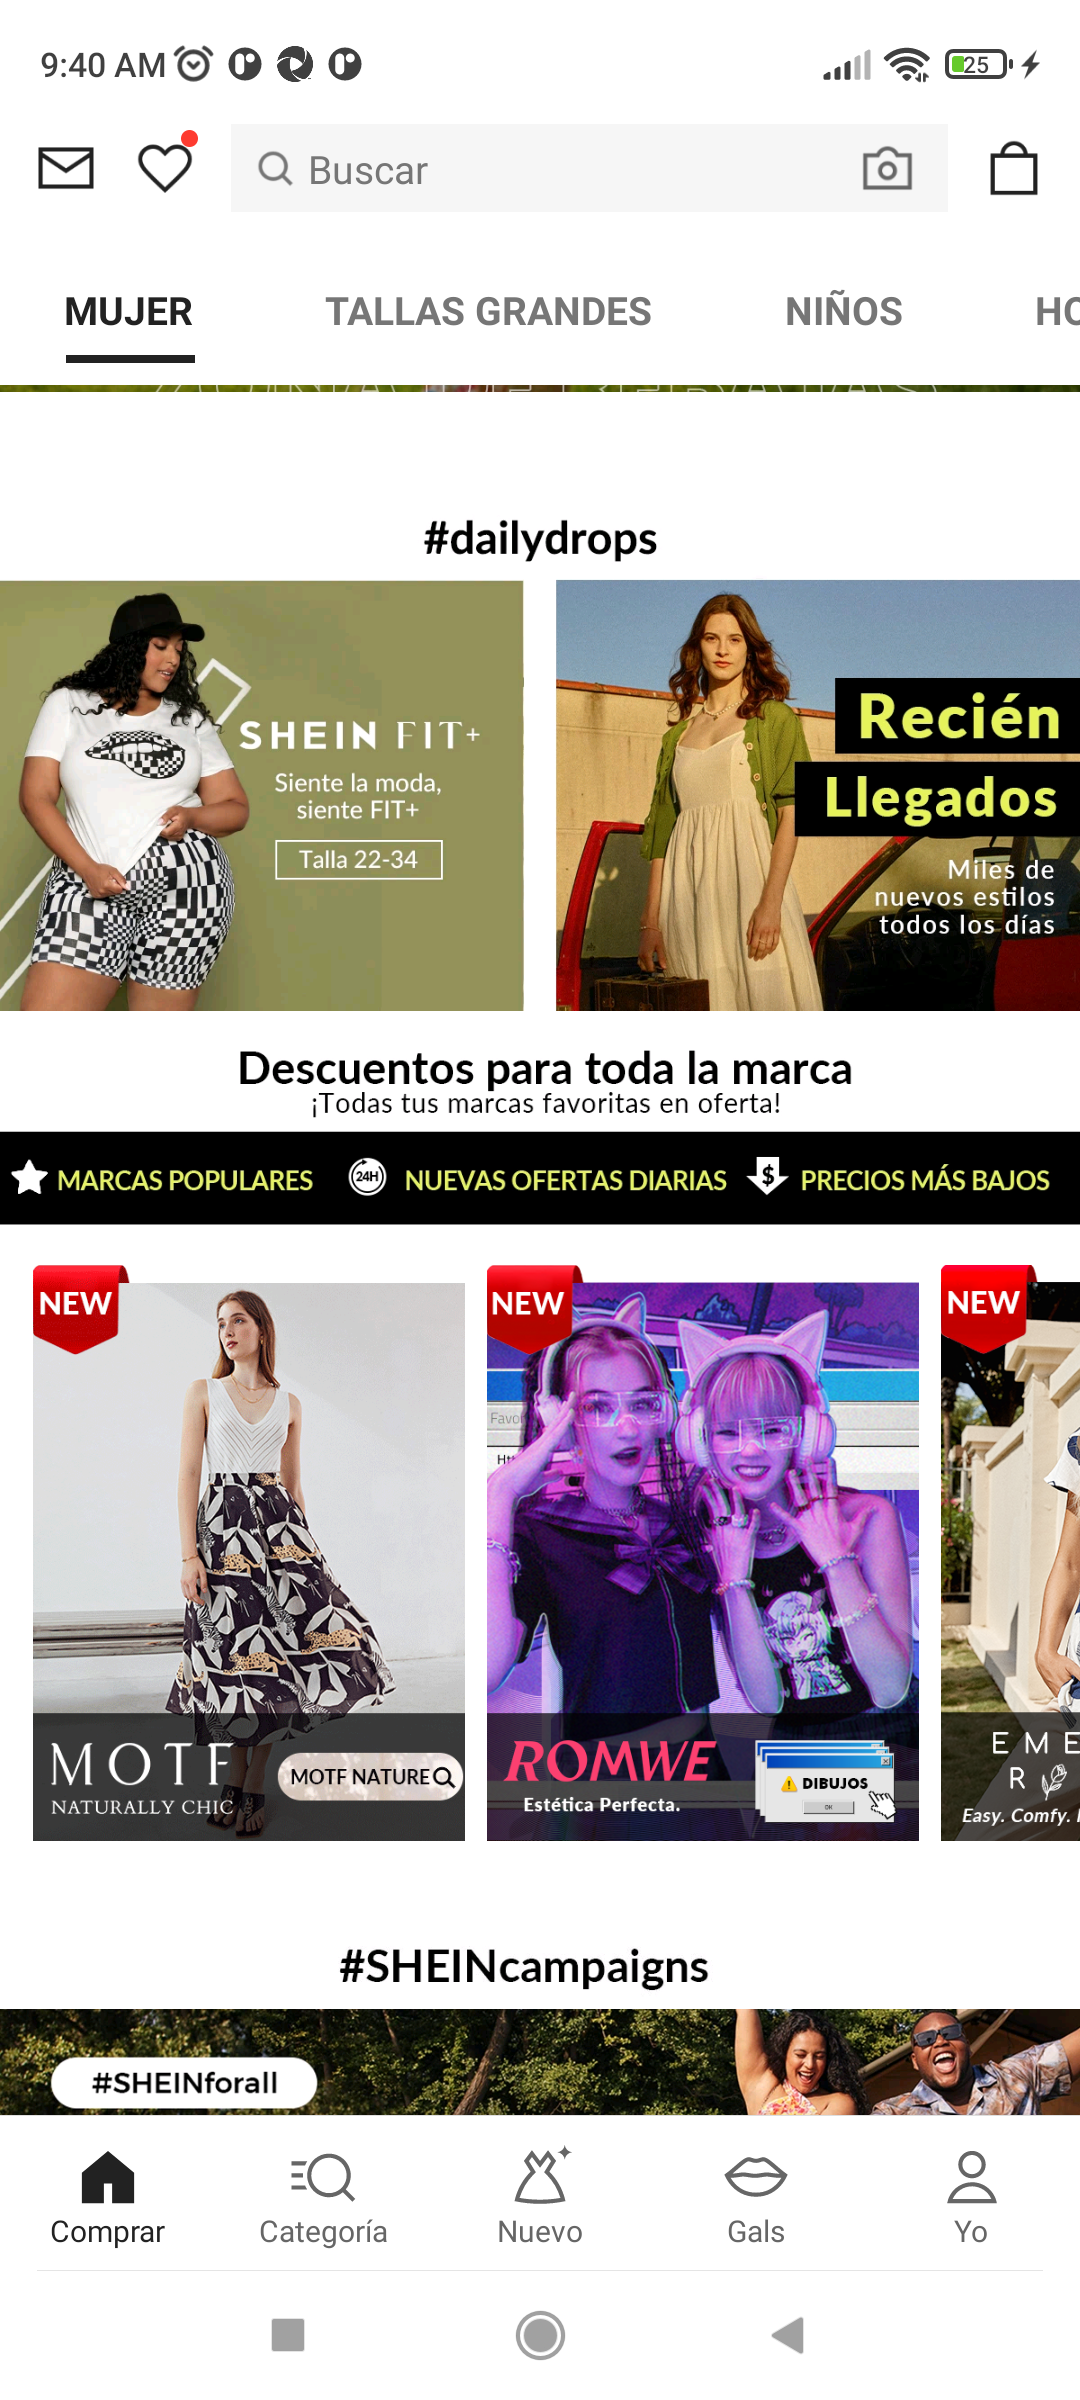 9:40 AM
25
Buscar
MUJER
TALLAS GRANDES
NIÑOS
HO
#dailydrops
SHEIN FIT+
Siente la moda,
siente FIT+
Talla 22-34
Recién
Llegados
Miles de
nuevos estilos
todos los días
Descuentos para toda la marca
¡Todas tus marcas favoritas en oferta!
MARCAS POPULARES
24H
NUEVAS OFERTAS DIARIAS
$
PRECIOS MÁS BAJOS
NEW
MOTF
NATURALLY CHIC
MOTF NATURE
NEW
Favor
ROMWE
Estética Perfecta.
DIBUJOS
OK
NEW
EME
R
Easy. Comfy.
#SHEINcampaigns
#SHEINforall
Comprar
Categoría
Nuevo
Gals
Yo